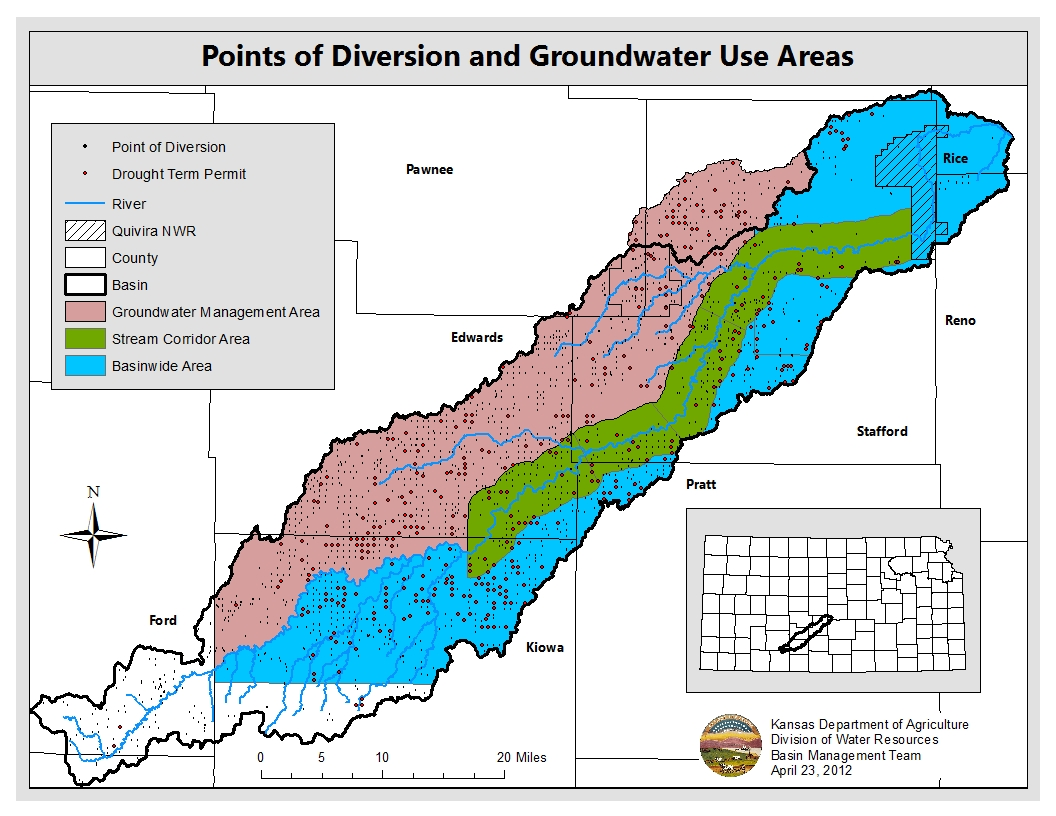 Points of Diversion and Groundwater Use Areas
Point of Diversion
Drought Term Permit
River
Quivira NWR
County
Basin
Groundwater Management Area
Stream Corridor Area
Basinwide Area
Pawnee
Rice
Edwards
Reno
Stafford
Pratt
N
Ford
Kiowa
0 5 10 20 Miles
Kansas Department of Agriculture
Division of Water Resources
Basin Management Team
April 23, 2012